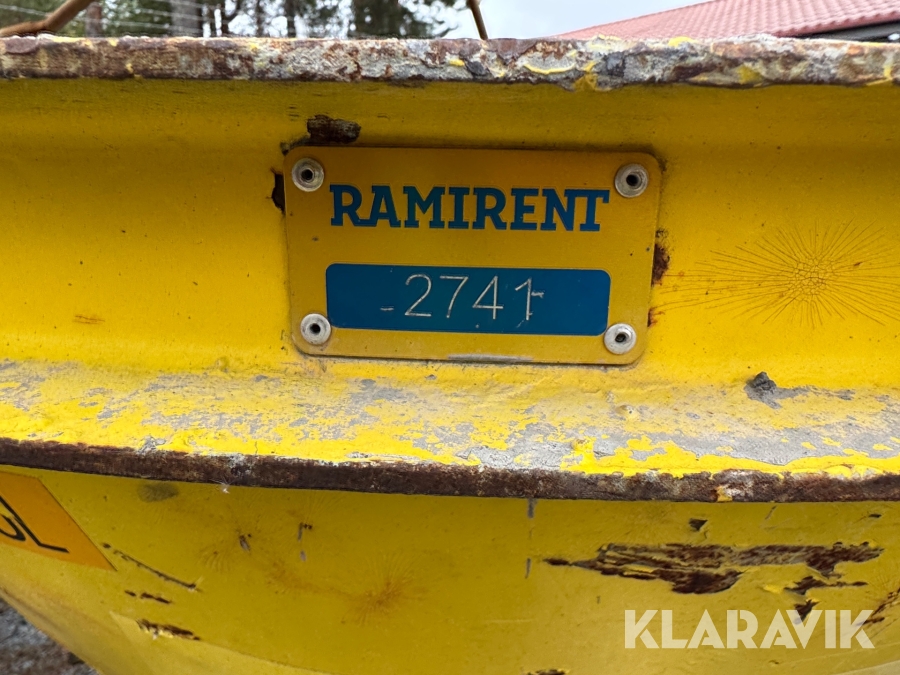 RAMIRENT
2741
KLARAVIK